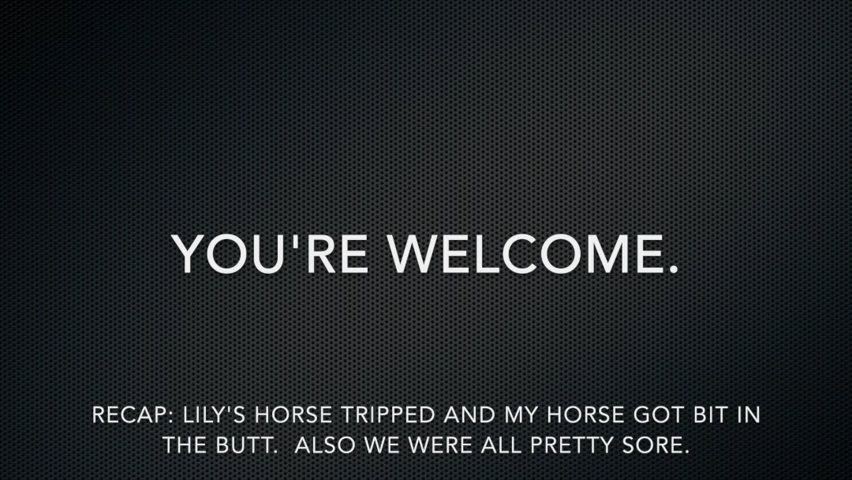 YOU'RE WELCOME.
RECAP: LILY'S HORSE TRIPPED AND MY HORSE GOT BIT IN
THE BUTT.  ALSO WE WERE ALL PRETTY SORE.